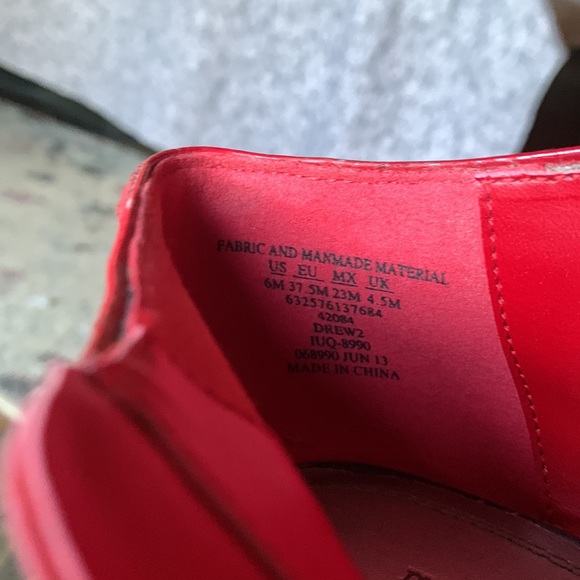 FABRIC AND MANMADE MATERIAL
US EU MX UK
6M 37.5M 23M 4.5M
632576137684
42084
DREW2
IUQ-8990
068990 JUN 13
MADE IN CHINA